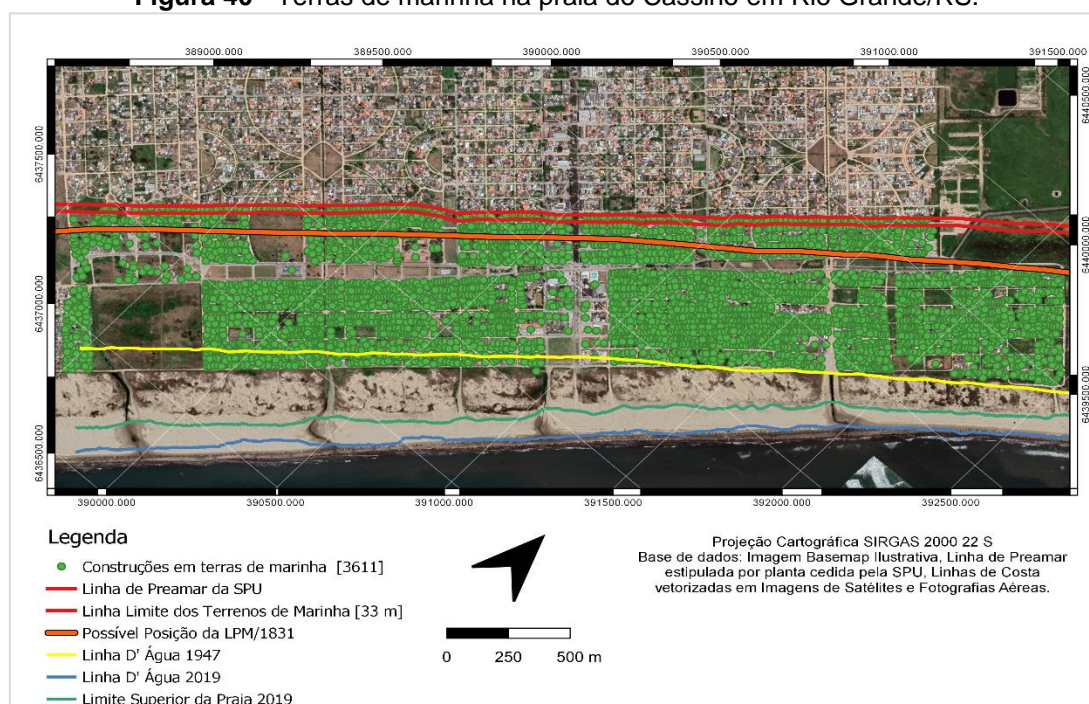 Figura 40 - Terras de marinha na praia do Cassino em Rio Grande/RS.
389000.000 389500.000 390000.000 390500.000 391000.000 391500.000
6437500.000
6437000.000
6436500.000
6440500.000
6440000.000
6439500.000
390000.000 390500.000 391000.000 391500.000 392000.000 392500.000
Legenda
Construções em terras de marinha [3611]
Linha de Preamar da SPU
Linha Limite dos Terrenos de Marinha [33 m]
Possível Posição da LPM/1831
Linha D' Água 1947
Linha D' Água 2019
Limite Superior da Praia 2019
0 250 500 m
Projeção Cartográfica SIRGAS 2000 22 S
Base de dados: Imagem Basemap Ilustrativa, Linha de Preamar
estipulada por planta cedida pela SPU, Linhas de Costa
vetorizadas em Imagens de Satélites e Fotografias Aéreas.